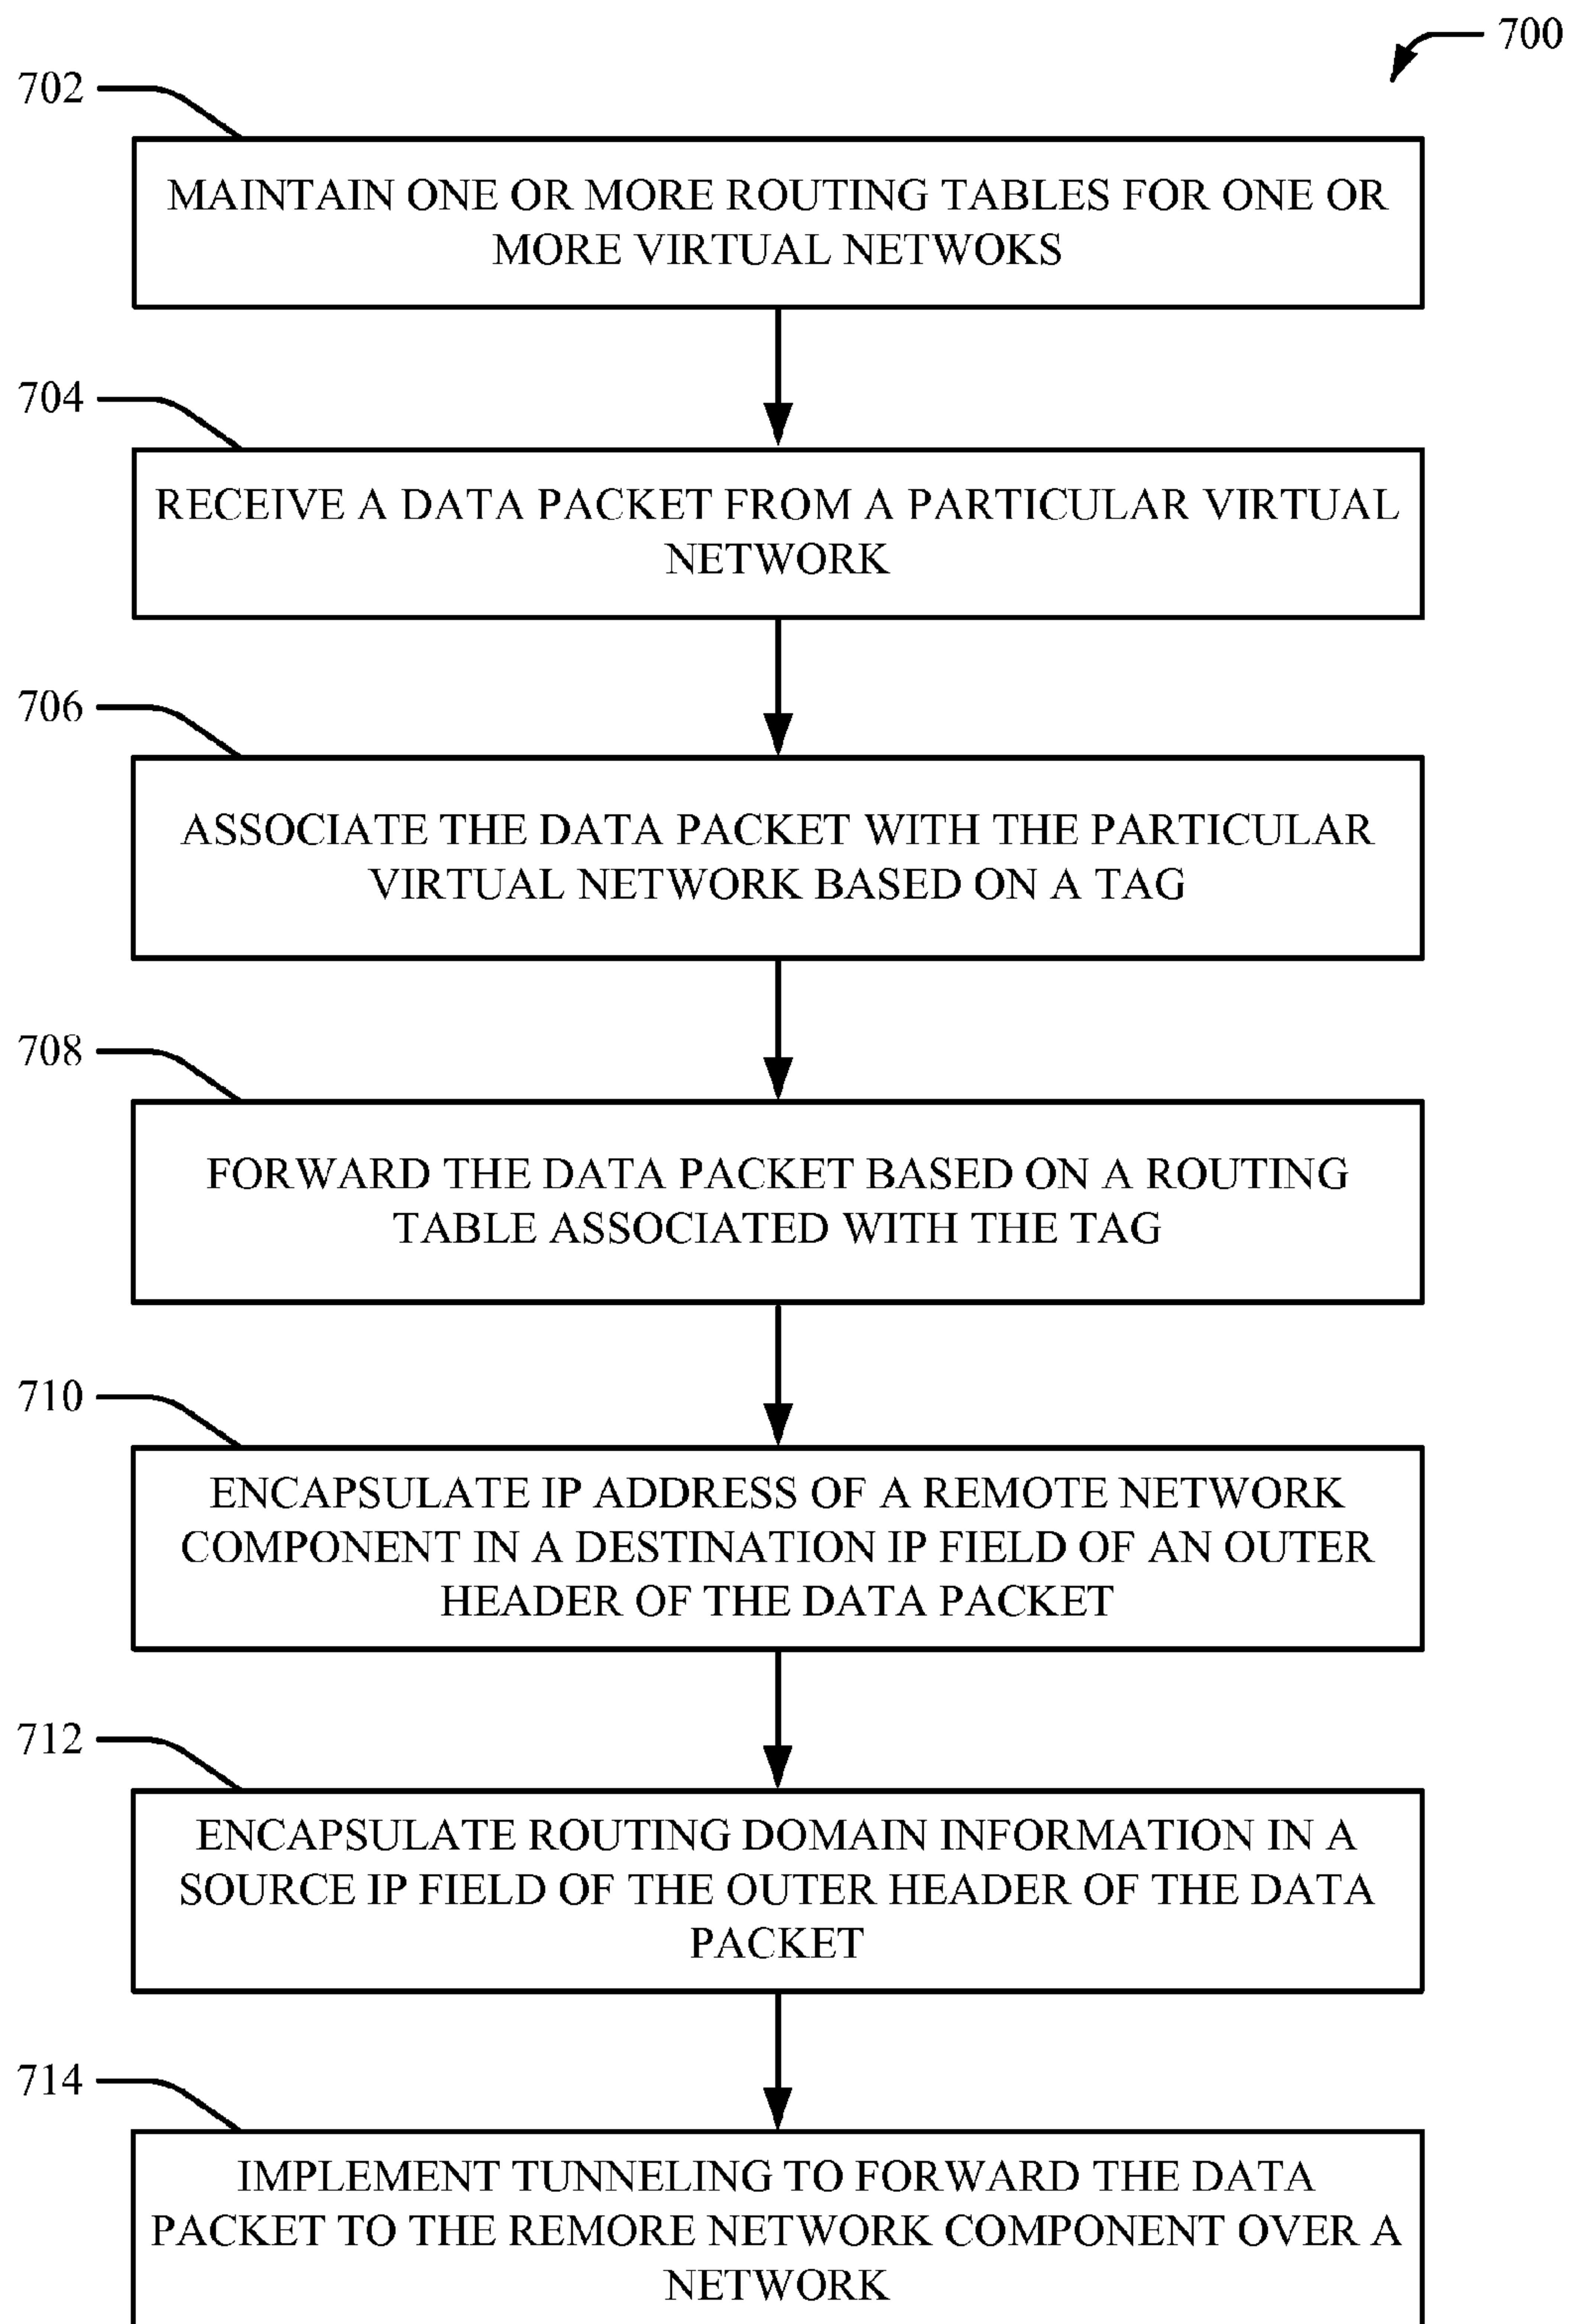 700
702
MAINTAIN ONE OR MORE ROUTING TABLES FOR ONE OR
MORE VIRTUAL NETWOKS
704
RECEIVE A DATA PACKET FROM A PARTICULAR VIRTUAL
NETWORK
706
ASSOCIATE THE DATA PACKET WITH THE PARTICULAR
VIRTUAL NETWORK BASED ON A TAG
708
FORWARD THE DATA PACKET BASED ON A ROUTING
TABLE ASSOCIATED WITH THE TAG
710
ENCAPSULATE IP ADDRESS OF A REMOTE NETWORK
COMPONENT IN A DESTINATION IP FIELD OF AN OUTER
HEADER OF THE DATA PACKET
712
ENCAPSULATE ROUTING DOMAIN INFORMATION IN A
SOURCE IP FIELD OF THE OUTER HEADER OF THE DATA
PACKET
714
IMPLEMENT TUNNELING TO FORWARD THE DATA
PACKET TO THE REMORE NETWORK COMPONENT OVER A
NETWORK